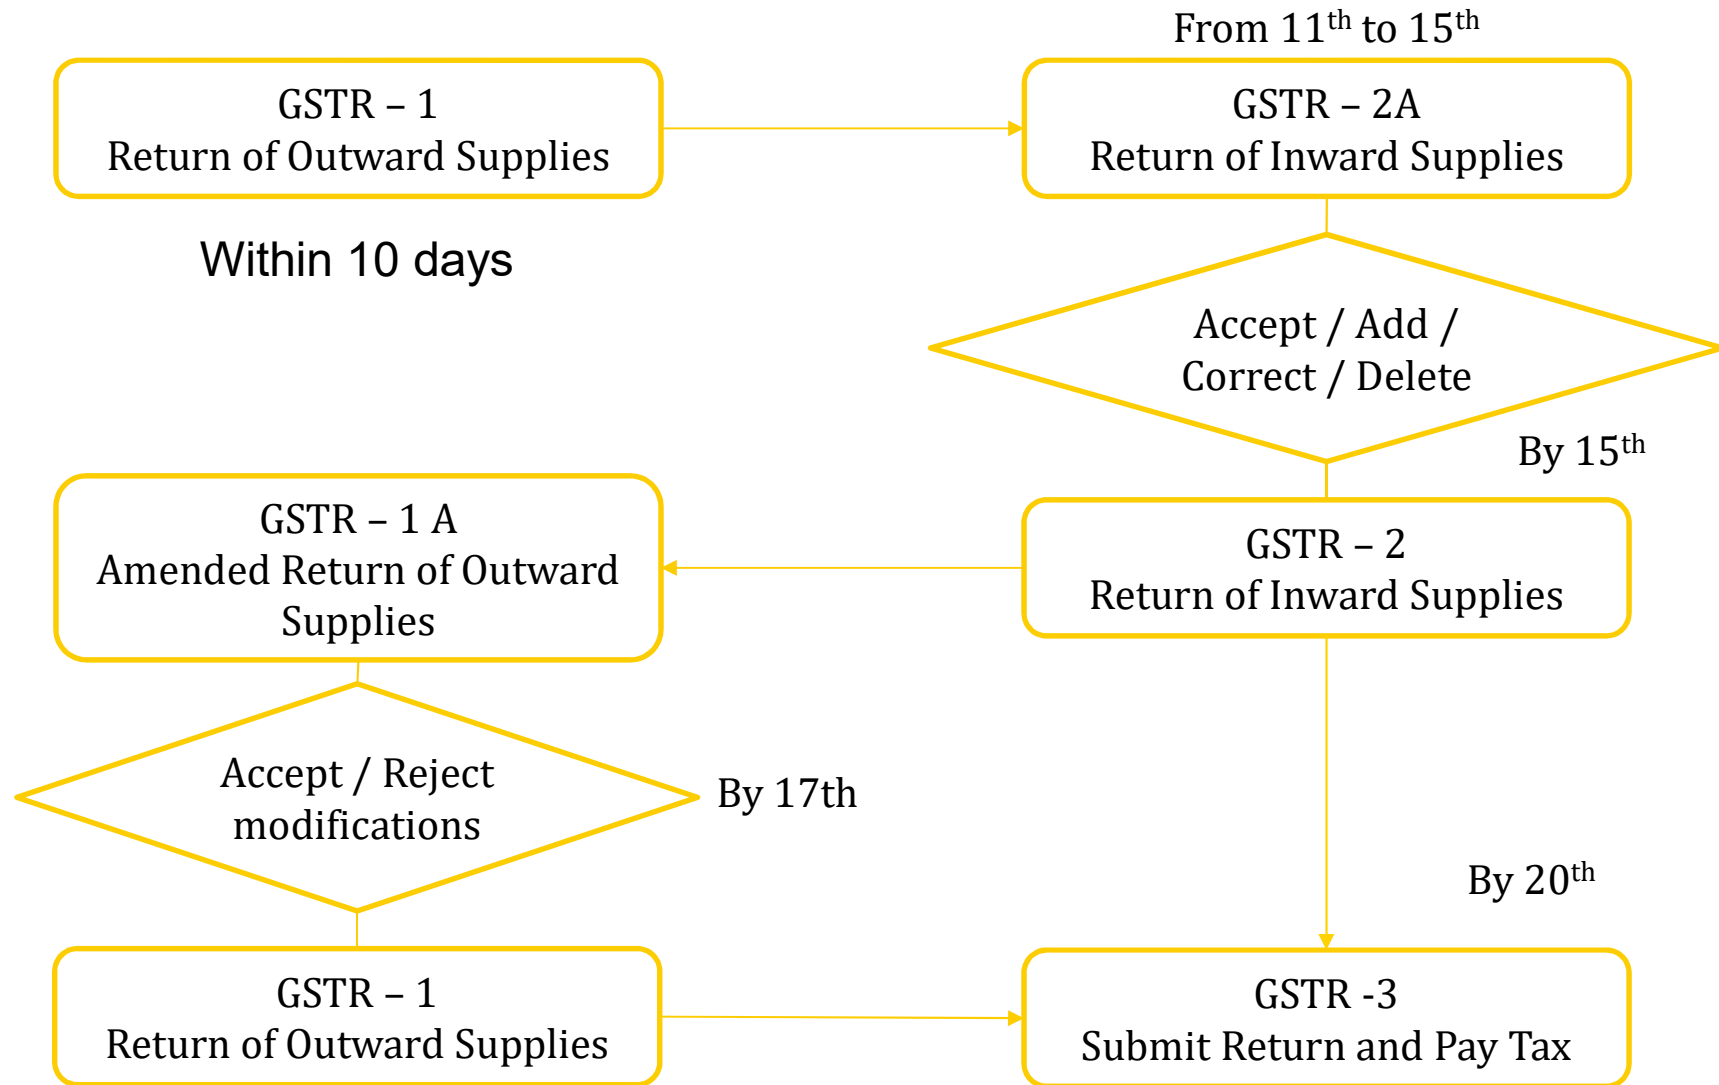 From 11th to 15th
GSTR – 1
Return of Outward Supplies
GSTR – 2A
Return of Inward Supplies
Within 10 days
Accept / Add /
Correct / Delete
By 15th
GSTR – 1 A
Amended Return of Outward
Supplies
GSTR – 2
Return of Inward Supplies
Accept / Reject
modifications
By 17th
By 20th
GSTR – 1
Return of Outward Supplies
GSTR -3
Submit Return and Pay Tax